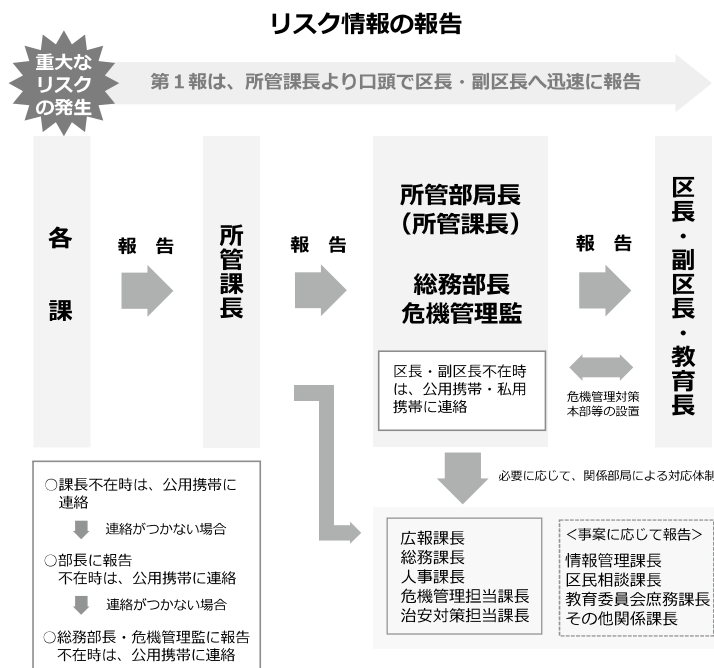 リスク情報の報告
重大な
リスク
の発生
第１報は、所管課長より口頭で区長・副区長へ迅速に報告
各課
報告
所管課長
報告
所管部局長
（所管課長）
総務部長
危機管理監
報告
区長・副区長・教育長
区長・副区長不在時
は、公用携帯・私用
携帯に連絡
危機管理対策
本部等の設置
○課長不在時は、公用携帯に
連絡
連絡がつかない場合
○部長に報告
不在時は、公用携帯に連絡
連絡がつかない場合
○総務部長・危機管理監に報告
不在時は、公用携帯に連絡
必要に応じて、関係部局による対応体制
広報課長
総務課長
人事課長
危機管理担当課長
治安対策担当課長
＜事案に応じて報告＞
情報管理課長
区民相談課長
教育委員会庶務課長
その他関係課長